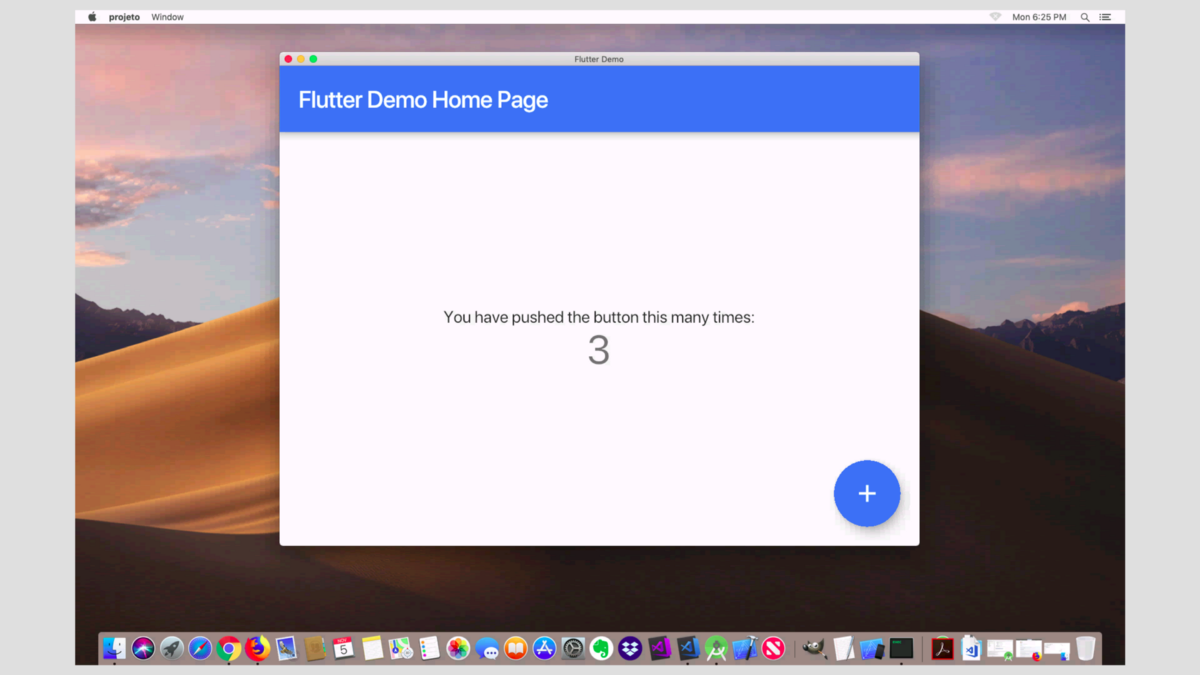 projeto Window Mon 6:25 PM
Flutter Demo
Flutter Demo Home Page
You have pushed the button this many times:
3
+
NOV
5